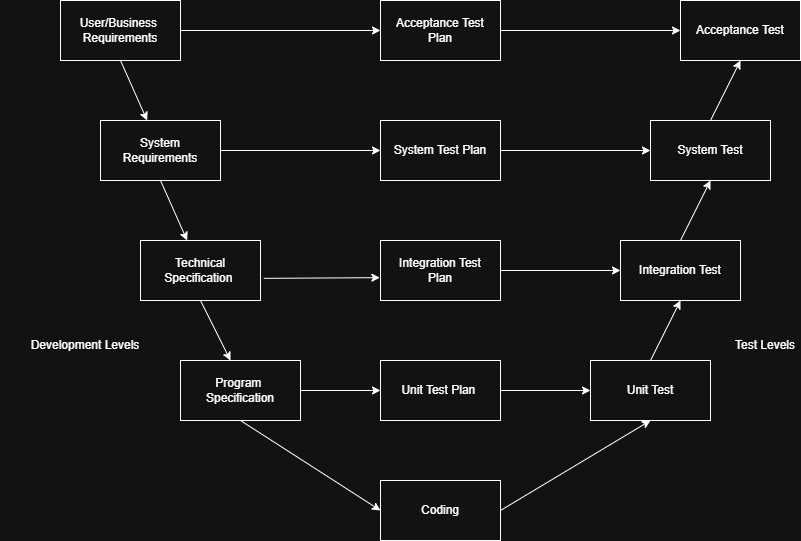 User/Business
Requirements
Acceptance Test
Plan
Acceptance Test
System
Requirements
System Test Plan
System Test
Technical
Specification
Integration Test
Plan
Integration Test
Development Levels
Test Levels
Program
Specification
Unit Test Plan
Unit Test
Coding